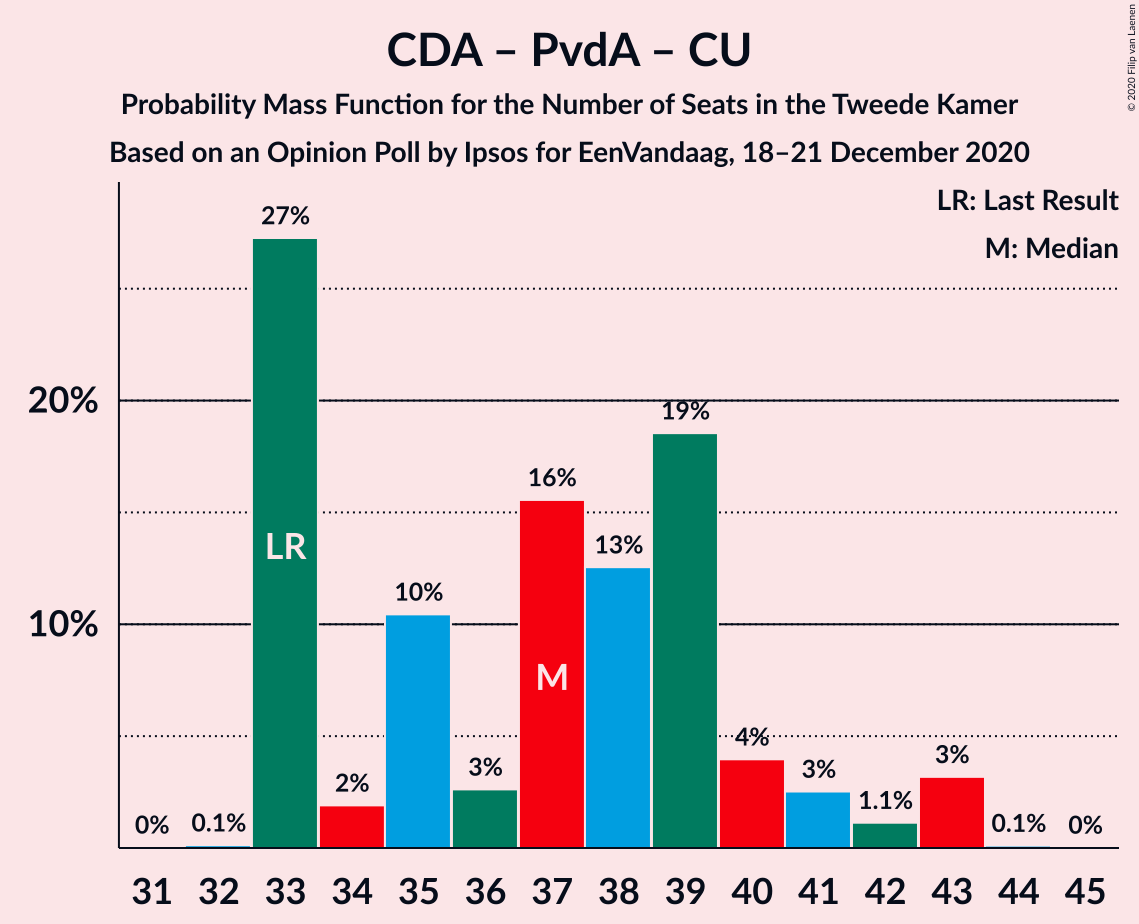 CDA – PvdA – CU
Probability Mass Function for the Number of Seats in the Tweede Kamer
Based on an Opinion Poll by Ipsos for EenVandaag, 18–21 December 2020
© 2020 Filip van Laenen
LR: Last Result
M: Median
20%
10%
0%
0.1%
27%
2%
10%
3%
16%
13%
19%
4%
3%
1.1%
3%
0.1%
0%
LR
M
31 32 33 34 35 36 37 38 39 40 41 42 43 44 45